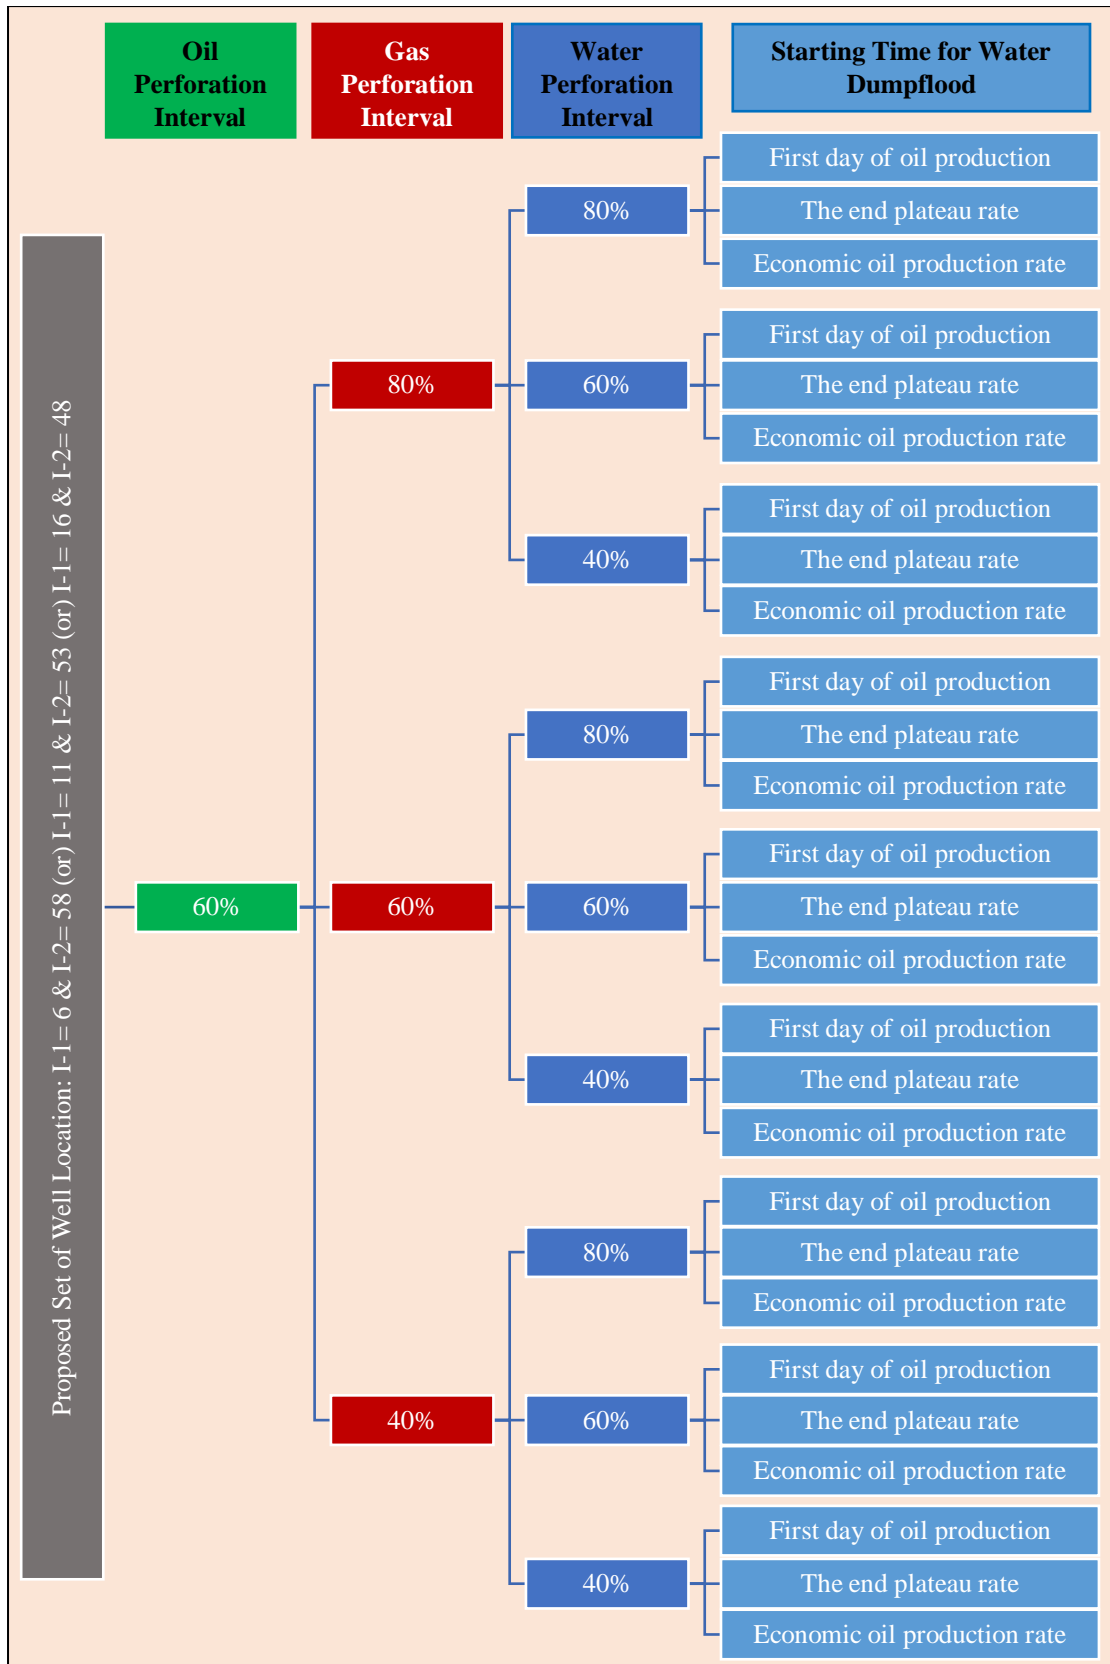 Oil
Perforation
Interval
Gas
Perforation
Interval
Water
Perforation
Interval
Starting Time for Water
Dumpflood
Proposed Set of Well Location: I-1= 6 & I-2= 58 (or) I-1= 11 & I-2= 53 (or) I-1= 16 & I-2= 48
60%
80%
80%
First day of oil production
The end plateau rate
Economic oil production rate
60%
First day of oil production
The end plateau rate
Economic oil production rate
40%
First day of oil production
The end plateau rate
Economic oil production rate
60%
80%
First day of oil production
The end plateau rate
Economic oil production rate
60%
First day of oil production
The end plateau rate
Economic oil production rate
40%
First day of oil production
The end plateau rate
Economic oil production rate
40%
80%
First day of oil production
The end plateau rate
Economic oil production rate
60%
First day of oil production
The end plateau rate
Economic oil production rate
40%
First day of oil production
The end plateau rate
Economic oil production rate